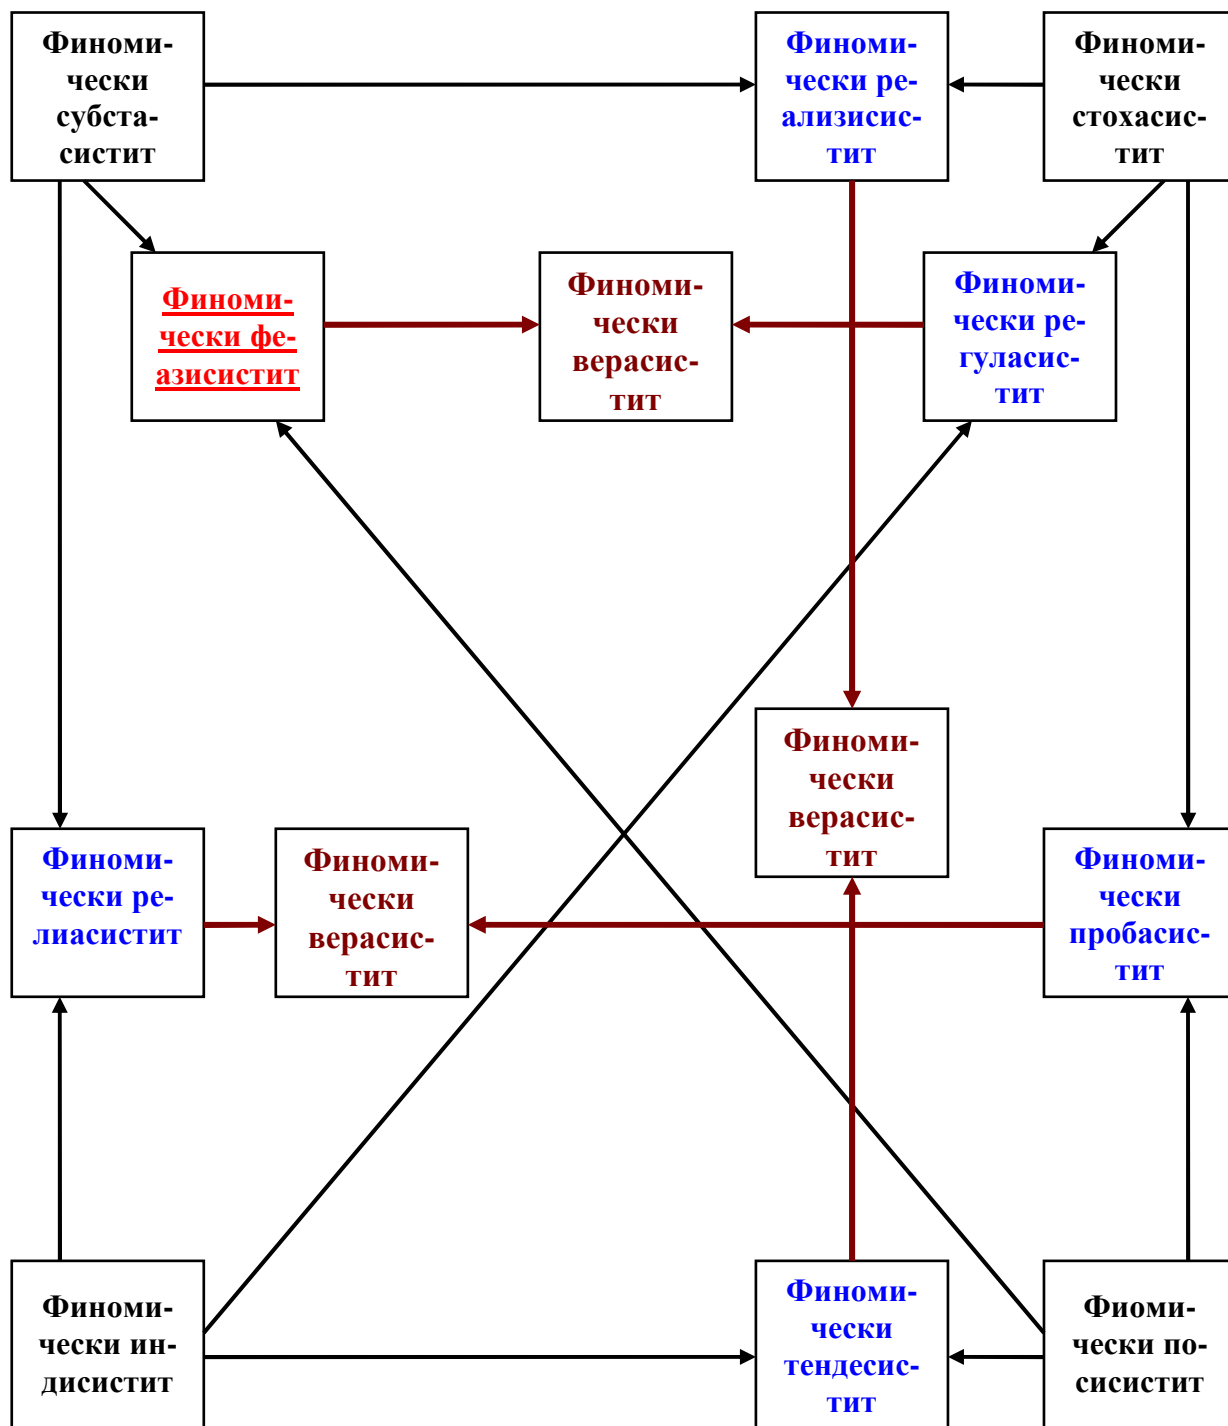 Финоми-
чески
субста-
систит
Финоми-
чески ре-
ализисис-
тит
Финоми-
чески
стохасис-
тит
Финоми-
чески фе-
азисистит
Финоми-
чески
верасис-
тит
Финоми-
чески ре-
гуласис-
тит
Финоми-
чески
верасис-
тит
Финоми-
чески ре-
лиасистит
Финоми-
чески
верасис-
тит
Финоми-
чески
пробасис-
тит
Финоми-
чески ин-
дисистит
Финоми-
чески
тендесис-
тит
Фиоми-
чески по-
сисистит